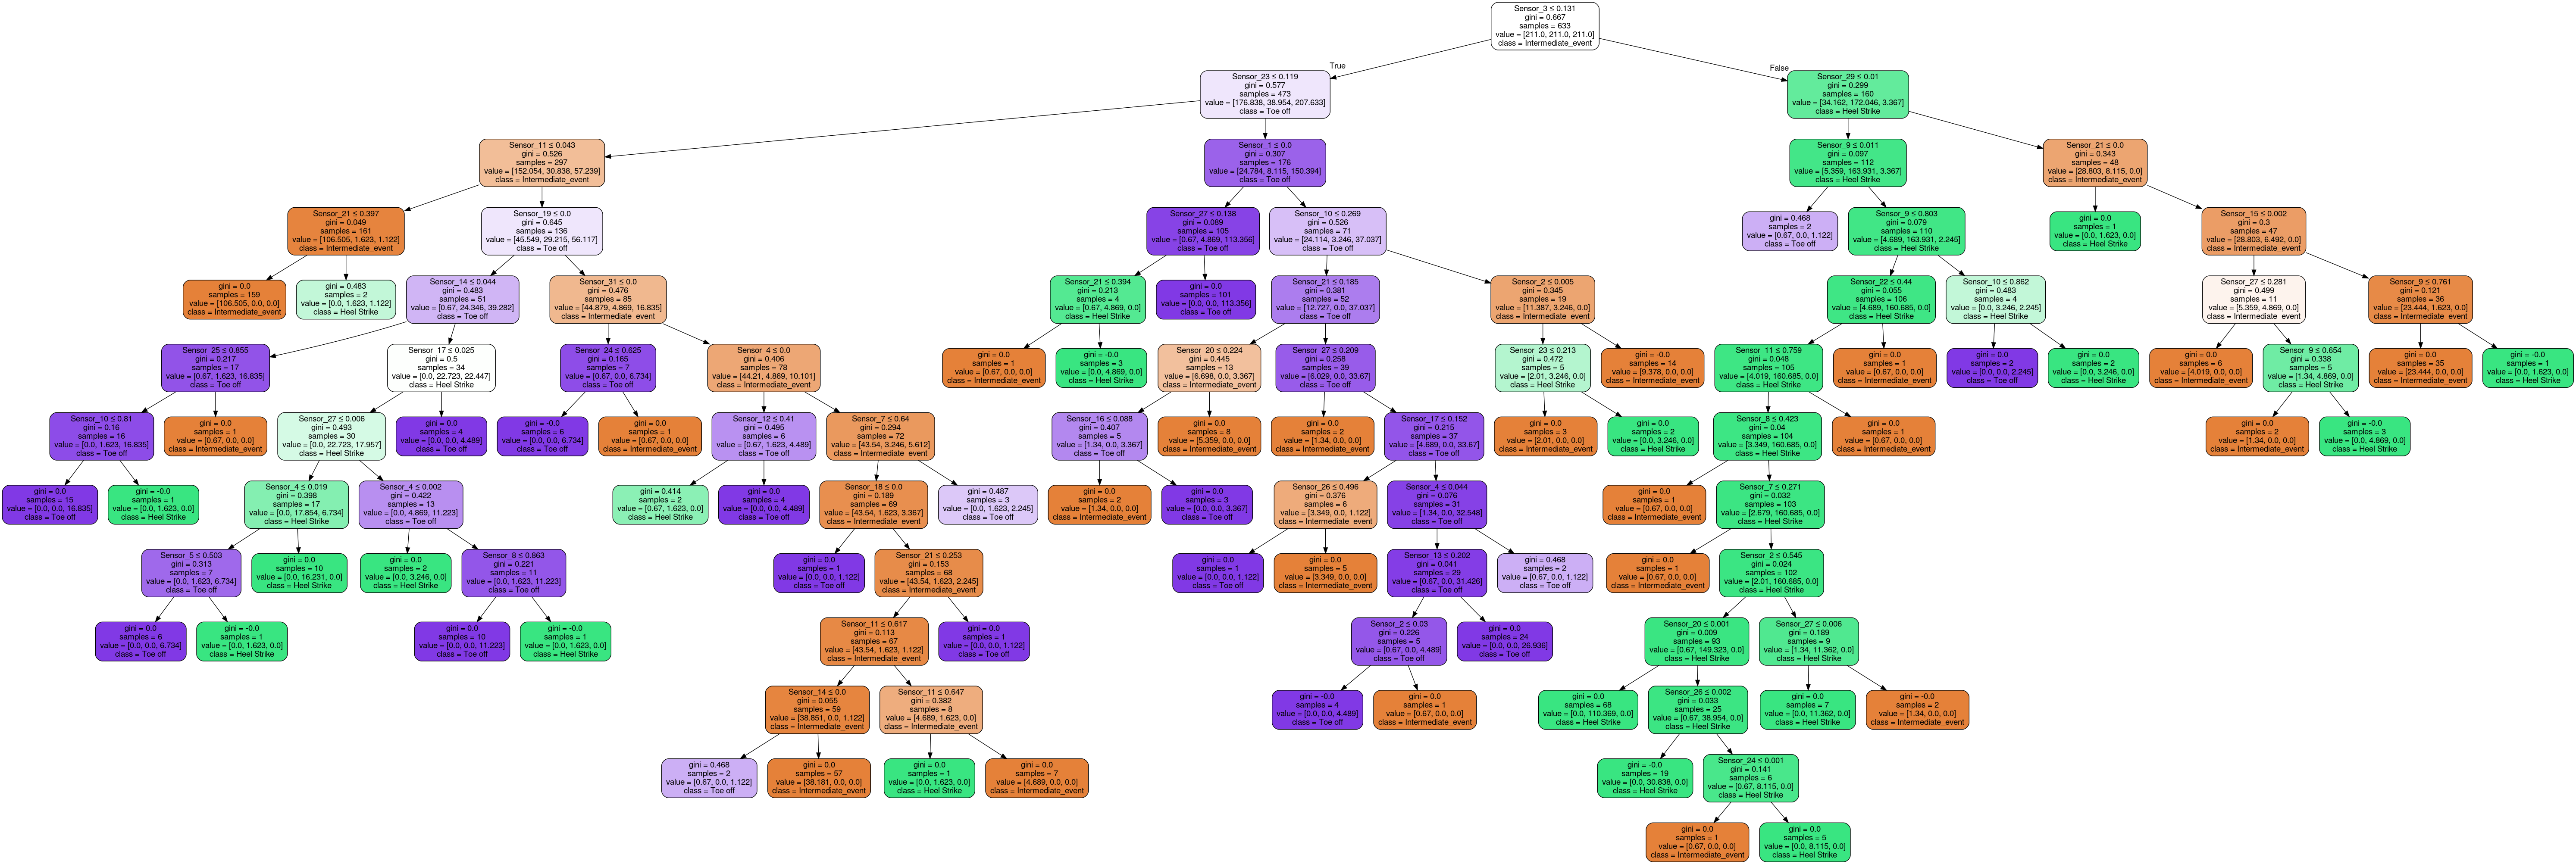 Sensor_3 ≤ 0.131
gini = 0.667
samples = 633
value = [211.0, 211.0, 211.0]
class = Intermediate_event
True
False
Sensor_23 ≤ 0.119
gini = 0.577
samples = 473
value = [176.838, 38.954, 207.633]
class = Toe off
Sensor_29 ≤ 0.01
gini = 0.299
samples = 160
value = [34.162, 172.046, 3.367]
class = Heel Strike
Sensor_11 ≤ 0.043
gini = 0.526
samples = 297
value = [152.054, 30.838, 57.239]
class = Intermediate_event
Sensor_1 ≤ 0.0
gini = 0.307
samples = 176
value = [24.784, 8.115, 150.394]
class = Toe off
Sensor_9 ≤ 0.011
gini = 0.097
samples = 112
value = [5.359, 163.931, 3.367]
class = Heel Strike
Sensor_21 ≤ 0.0
gini = 0.343
samples = 48
value = [28.803, 8.115, 0.0]
class = Intermediate_event
Sensor_21 ≤ 0.397
gini = 0.049
samples = 161
value = [106.505, 1.623, 1.122]
class = Intermediate_event
Sensor_19 ≤ 0.0
gini = 0.645
samples = 136
value = [45.549, 29.215, 56.117]
class = Toe off
Sensor_27 ≤ 0.138
gini = 0.089
samples = 105
value = [0.67, 4.869, 113.356]
class = Toe off
Sensor_10 ≤ 0.269
gini = 0.526
samples = 71
value = [24.114, 3.246, 37.037]
class = Toe off
gini = 0.468
samples = 2
value = [0.67, 0.0, 1.122]
class = Toe off
Sensor_9 ≤ 0.803
gini = 0.079
samples = 110
value = [4.689, 163.931, 2.245]
class = Heel Strike
gini = 0.0
samples = 1
value = [0.0, 1.623, 0.0]
class = Heel Strike
Sensor_15 ≤ 0.002
gini = 0.3
samples = 47
value = [28.803, 6.492, 0.0]
class = Intermediate_event
gini = 0.0
samples = 159
value = [106.505, 0.0, 0.0]
class = Intermediate_event
gini = 0.483
samples = 2
value = [0.0, 1.623, 1.122]
class = Heel Strike
Sensor_14 ≤ 0.044
gini = 0.483
samples = 51
value = [0.67, 24.346, 39.282]
class = Toe off
Sensor_31 ≤ 0.0
gini = 0.476
samples = 85
value = [44.879, 4.869, 16.835]
class = Intermediate_event
Sensor_21 ≤ 0.394
gini = 0.213
samples = 4
value = [0.67, 4.869, 0.0]
class = Heel Strike
gini = 0.0
samples = 101
value = [0.0, 0.0, 113.356]
class = Toe off
Sensor_21 ≤ 0.185
gini = 0.381
samples = 52
value = [12.727, 0.0, 37.037]
class = Toe off
Sensor_2 ≤ 0.005
gini = 0.345
samples = 19
value = [11.387, 3.246, 0.0]
class = Intermediate_event
Sensor_22 ≤ 0.44
gini = 0.055
samples = 106
value = [4.689, 160.685, 0.0]
class = Heel Strike
Sensor_10 ≤ 0.862
gini = 0.483
samples = 4
value = [0.0, 3.246, 2.245]
class = Heel Strike
Sensor_27 ≤ 0.281
gini = 0.499
samples = 11
value = [5.359, 4.869, 0.0]
class = Intermediate_event
Sensor_9 ≤ 0.761
gini = 0.121
samples = 36
value = [23.444, 1.623, 0.0]
class = Intermediate_event
Sensor_25 ≤ 0.855
gini = 0.217
samples = 17
value = [0.67, 1.623, 16.835]
class = Toe off
Sensor_17 ≤ 0.025
gini = 0.5
samples = 34
value = [0.0, 22.723, 22.447]
class = Heel Strike
Sensor_24 ≤ 0.625
gini = 0.165
samples = 7
value = [0.67, 0.0, 6.734]
class = Toe off
Sensor_4 ≤ 0.0
gini = 0.406
samples = 78
value = [44.21, 4.869, 10.101]
class = Intermediate_event
gini = 0.0
samples = 1
value = [0.67, 0.0, 0.0]
class = Intermediate_event
gini = -0.0
samples = 3
value = [0.0, 4.869, 0.0]
class = Heel Strike
Sensor_20 ≤ 0.224
gini = 0.445
samples = 13
value = [6.698, 0.0, 3.367]
class = Intermediate_event
Sensor_27 ≤ 0.209
gini = 0.258
samples = 39
value = [6.029, 0.0, 33.67]
class = Toe off
Sensor_23 ≤ 0.213
gini = 0.472
samples = 5
value = [2.01, 3.246, 0.0]
class = Heel Strike
gini = -0.0
samples = 14
value = [9.378, 0.0, 0.0]
class = Intermediate_event
Sensor_11 ≤ 0.759
gini = 0.048
samples = 105
value = [4.019, 160.685, 0.0]
class = Heel Strike
gini = 0.0
samples = 1
value = [0.67, 0.0, 0.0]
class = Intermediate_event
gini = 0.0
samples = 2
value = [0.0, 0.0, 2.245]
class = Toe off
gini = 0.0
samples = 2
value = [0.0, 3.246, 0.0]
class = Heel Strike
gini = 0.0
samples = 6
value = [4.019, 0.0, 0.0]
class = Intermediate_event
Sensor_9 ≤ 0.654
gini = 0.338
samples = 5
value = [1.34, 4.869, 0.0]
class = Heel Strike
gini = 0.0
samples = 35
value = [23.444, 0.0, 0.0]
class = Intermediate_event
gini = -0.0
samples = 1
value = [0.0, 1.623, 0.0]
class = Heel Strike
Sensor_10 ≤ 0.81
gini = 0.16
samples = 16
value = [0.0, 1.623, 16.835]
class = Toe off
gini = 0.0
samples = 1
value = [0.67, 0.0, 0.0]
class = Intermediate_event
Sensor_27 ≤ 0.006
gini = 0.493
samples = 30
value = [0.0, 22.723, 17.957]
class = Heel Strike
gini = 0.0
samples = 4
value = [0.0, 0.0, 4.489]
class = Toe off
gini = -0.0
samples = 6
value = [0.0, 0.0, 6.734]
class = Toe off
gini = 0.0
samples = 1
value = [0.67, 0.0, 0.0]
class = Intermediate_event
Sensor_12 ≤ 0.41
gini = 0.495
samples = 6
value = [0.67, 1.623, 4.489]
class = Toe off
Sensor_7 ≤ 0.64
gini = 0.294
samples = 72
value = [43.54, 3.246, 5.612]
class = Intermediate_event
Sensor_16 ≤ 0.088
gini = 0.407
samples = 5
value = [1.34, 0.0, 3.367]
class = Toe off
gini = 0.0
samples = 8
value = [5.359, 0.0, 0.0]
class = Intermediate_event
gini = 0.0
samples = 2
value = [1.34, 0.0, 0.0]
class = Intermediate_event
Sensor_17 ≤ 0.152
gini = 0.215
samples = 37
value = [4.689, 0.0, 33.67]
class = Toe off
gini = 0.0
samples = 3
value = [2.01, 0.0, 0.0]
class = Intermediate_event
gini = 0.0
samples = 2
value = [0.0, 3.246, 0.0]
class = Heel Strike
Sensor_8 ≤ 0.423
gini = 0.04
samples = 104
value = [3.349, 160.685, 0.0]
class = Heel Strike
gini = 0.0
samples = 1
value = [0.67, 0.0, 0.0]
class = Intermediate_event
gini = 0.0
samples = 2
value = [1.34, 0.0, 0.0]
class = Intermediate_event
gini = -0.0
samples = 3
value = [0.0, 4.869, 0.0]
class = Heel Strike
gini = 0.0
samples = 15
value = [0.0, 0.0, 16.835]
class = Toe off
gini = -0.0
samples = 1
value = [0.0, 1.623, 0.0]
class = Heel Strike
Sensor_4 ≤ 0.019
gini = 0.398
samples = 17
value = [0.0, 17.854, 6.734]
class = Heel Strike
Sensor_4 ≤ 0.002
gini = 0.422
samples = 13
value = [0.0, 4.869, 11.223]
class = Toe off
gini = 0.414
samples = 2
value = [0.67, 1.623, 0.0]
class = Heel Strike
gini = 0.0
samples = 4
value = [0.0, 0.0, 4.489]
class = Toe off
Sensor_18 ≤ 0.0
gini = 0.189
samples = 69
value = [43.54, 1.623, 3.367]
class = Intermediate_event
gini = 0.487
samples = 3
value = [0.0, 1.623, 2.245]
class = Toe off
gini = 0.0
samples = 2
value = [1.34, 0.0, 0.0]
class = Intermediate_event
gini = 0.0
samples = 3
value = [0.0, 0.0, 3.367]
class = Toe off
Sensor_26 ≤ 0.496
gini = 0.376
samples = 6
value = [3.349, 0.0, 1.122]
class = Intermediate_event
Sensor_4 ≤ 0.044
gini = 0.076
samples = 31
value = [1.34, 0.0, 32.548]
class = Toe off
gini = 0.0
samples = 1
value = [0.67, 0.0, 0.0]
class = Intermediate_event
Sensor_7 ≤ 0.271
gini = 0.032
samples = 103
value = [2.679, 160.685, 0.0]
class = Heel Strike
Sensor_5 ≤ 0.503
gini = 0.313
samples = 7
value = [0.0, 1.623, 6.734]
class = Toe off
gini = 0.0
samples = 10
value = [0.0, 16.231, 0.0]
class = Heel Strike
gini = 0.0
samples = 2
value = [0.0, 3.246, 0.0]
class = Heel Strike
Sensor_8 ≤ 0.863
gini = 0.221
samples = 11
value = [0.0, 1.623, 11.223]
class = Toe off
gini = 0.0
samples = 1
value = [0.0, 0.0, 1.122]
class = Toe off
Sensor_21 ≤ 0.253
gini = 0.153
samples = 68
value = [43.54, 1.623, 2.245]
class = Intermediate_event
gini = 0.0
samples = 1
value = [0.0, 0.0, 1.122]
class = Toe off
gini = 0.0
samples = 5
value = [3.349, 0.0, 0.0]
class = Intermediate_event
Sensor_13 ≤ 0.202
gini = 0.041
samples = 29
value = [0.67, 0.0, 31.426]
class = Toe off
gini = 0.468
samples = 2
value = [0.67, 0.0, 1.122]
class = Toe off
gini = 0.0
samples = 1
value = [0.67, 0.0, 0.0]
class = Intermediate_event
Sensor_2 ≤ 0.545
gini = 0.024
samples = 102
value = [2.01, 160.685, 0.0]
class = Heel Strike
gini = 0.0
samples = 6
value = [0.0, 0.0, 6.734]
class = Toe off
gini = -0.0
samples = 1
value = [0.0, 1.623, 0.0]
class = Heel Strike
gini = 0.0
samples = 10
value = [0.0, 0.0, 11.223]
class = Toe off
gini = -0.0
samples = 1
value = [0.0, 1.623, 0.0]
class = Heel Strike
Sensor_11 ≤ 0.617
gini = 0.113
samples = 67
value = [43.54, 1.623, 1.122]
class = Intermediate_event
gini = 0.0
samples = 1
value = [0.0, 0.0, 1.122]
class = Toe off
Sensor_2 ≤ 0.03
gini = 0.226
samples = 5
value = [0.67, 0.0, 4.489]
class = Toe off
gini = 0.0
samples = 24
value = [0.0, 0.0, 26.936]
class = Toe off
Sensor_20 ≤ 0.001
gini = 0.009
samples = 93
value = [0.67, 149.323, 0.0]
class = Heel Strike
Sensor_27 ≤ 0.006
gini = 0.189
samples = 9
value = [1.34, 11.362, 0.0]
class = Heel Strike
Sensor_14 ≤ 0.0
gini = 0.055
samples = 59
value = [38.851, 0.0, 1.122]
class = Intermediate_event
Sensor_11 ≤ 0.647
gini = 0.382
samples = 8
value = [4.689, 1.623, 0.0]
class = Intermediate_event
gini = -0.0
samples = 4
value = [0.0, 0.0, 4.489]
class = Toe off
gini = 0.0
samples = 1
value = [0.67, 0.0, 0.0]
class = Intermediate_event
gini = 0.0
samples = 68
value = [0.0, 110.369, 0.0]
class = Heel Strike
Sensor_26 ≤ 0.002
gini = 0.033
samples = 25
value = [0.67, 38.954, 0.0]
class = Heel Strike
gini = 0.0
samples = 7
value = [0.0, 11.362, 0.0]
class = Heel Strike
gini = -0.0
samples = 2
value = [1.34, 0.0, 0.0]
class = Intermediate_event
gini = 0.468
samples = 2
value = [0.67, 0.0, 1.122]
class = Toe off
gini = 0.0
samples = 57
value = [38.181, 0.0, 0.0]
class = Intermediate_event
gini = 0.0
samples = 1
value = [0.0, 1.623, 0.0]
class = Heel Strike
gini = 0.0
samples = 7
value = [4.689, 0.0, 0.0]
class = Intermediate_event
gini = -0.0
samples = 19
value = [0.0, 30.838, 0.0]
class = Heel Strike
Sensor_24 ≤ 0.001
gini = 0.141
samples = 6
value = [0.67, 8.115, 0.0]
class = Heel Strike
gini = 0.0
samples = 1
value = [0.67, 0.0, 0.0]
class = Intermediate_event
gini = 0.0
samples = 5
value = [0.0, 8.115, 0.0]
class = Heel Strike